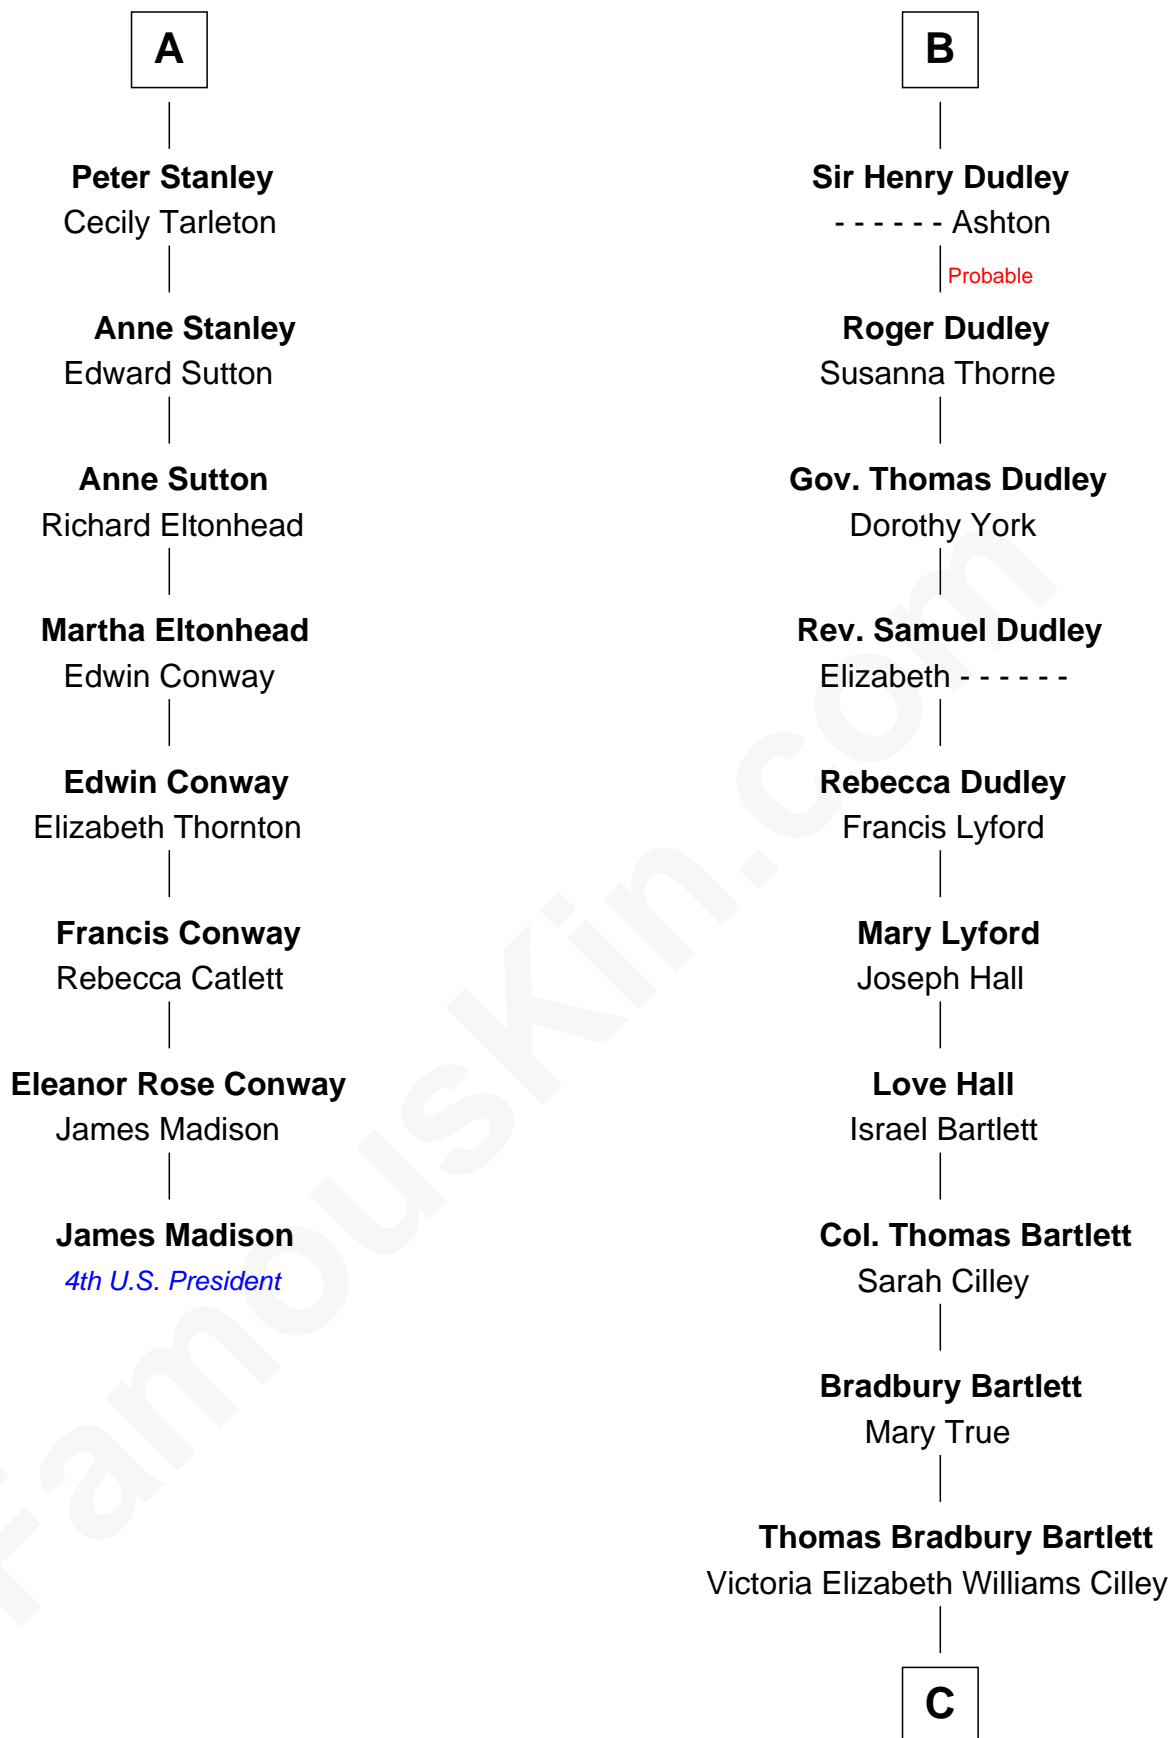 A
Peter Stanley
Cecily Tarleton
Anne Stanley
Edward Sutton
Anne Sutton
Richard Eltonhead
Martha Eltonhead
Edwin Conway
Edwin Conway
Elizabeth Thornton
Francis Conway
Rebecca Catlett
Eleanor Rose Conway
James Madison
James Madison
4th U.S. President
B
Sir Henry Dudley
- - - - - - Ashton
Probable
Roger Dudley
Susanna Thorne
Gov. Thomas Dudley
Dorothy York
Rev. Samuel Dudley
Elizabeth - - - - - -
Rebecca Dudley
Francis Lyford
Mary Lyford
Joseph Hall
Love Hall
Israel Bartlett
Col. Thomas Bartlett
Sarah Cilley
Bradbury Bartlett
Mary True
Thomas Bradbury Bartlett
Victoria Elizabeth Williams Cilley
C
FamousKin.com